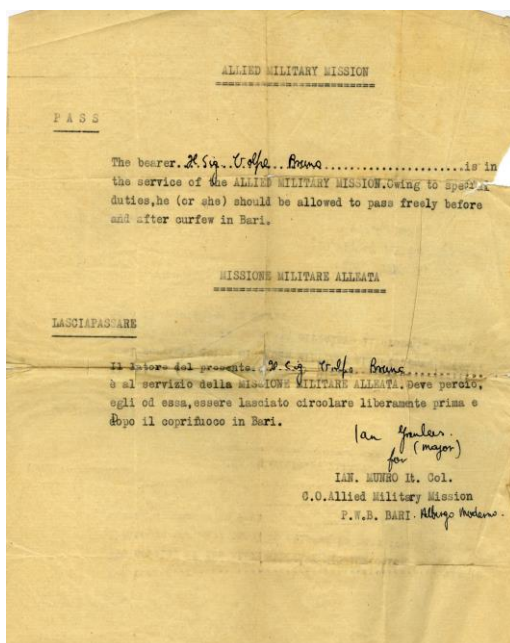 ALLIED MILITARY MISSION
P A S S
The bearer. Il Sig. Volpe Bruno ......................is in
the service of the ALLIED MILITARY MISSION.Owing to special
duties,he (or she) should be allowed to pass freely before
and after curfew in Bari.
MISSIONE MILITARE ALLEATA
LASCIAPASSARE
Il latore del presente. Il Sig. Volpe Bruno ..............
è al servizio della MISSIONE MILITARE ALLEATA.Deve percio,
egli od essa,essere lasciato circolare liberamente prima e
dopo il coprifuoco in Bari.
Ian
(major)
for
IAN. MUNRO lt. Col.
C.O.Allied Military Mission
P.W.B. BARI. Albergo Moderno.